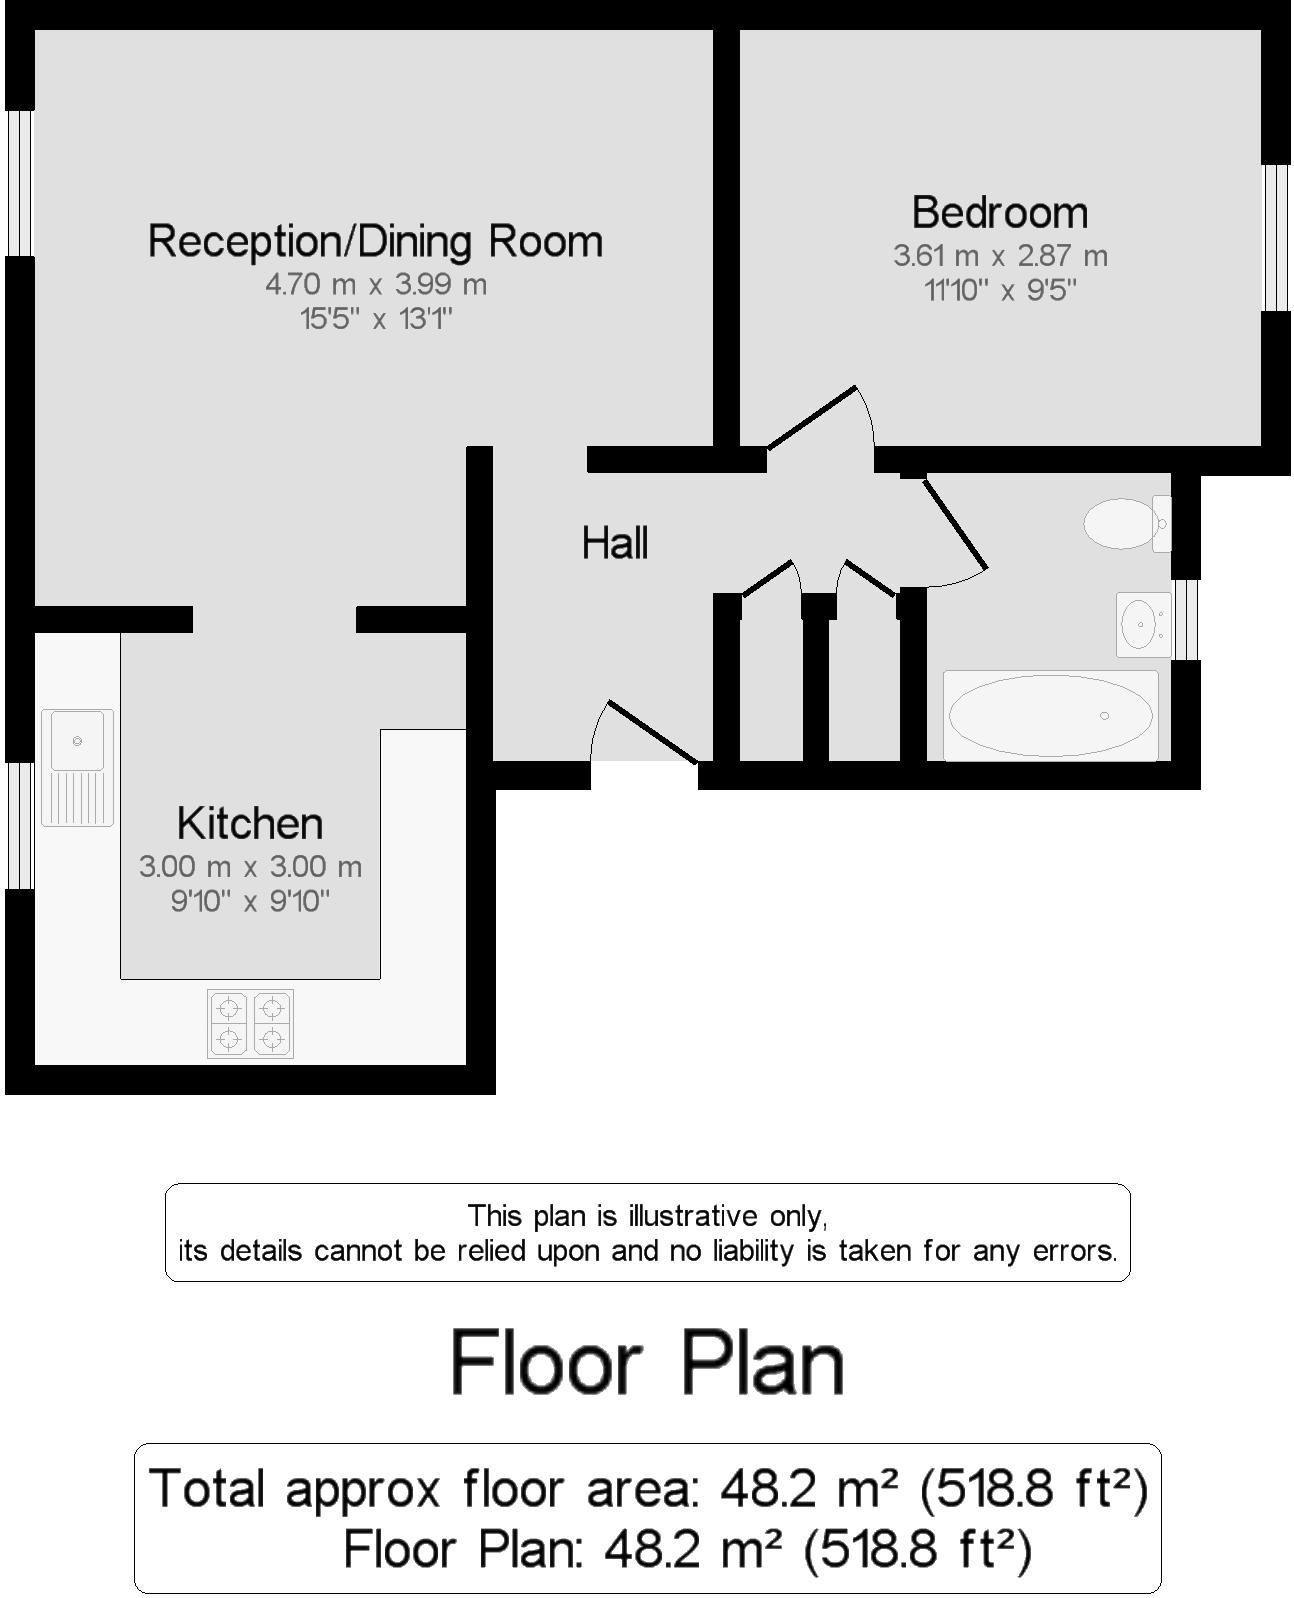 Reception/Dining Room
4.70 m x 3.99 m
15'5" x 13'1"
Bedroom
3.61 m x 2.87 m
11'10" x 9'5"
Hall
Kitchen
3.00 m x 3.00 m
9'10" x 9'10"
This plan is illustrative only,
its details cannot be relied upon and no liability is taken for any errors.
Floor Plan
Total approx floor area: 48.2 m² (518.8 ft²)
Floor Plan: 48.2 m² (518.8 ft²)